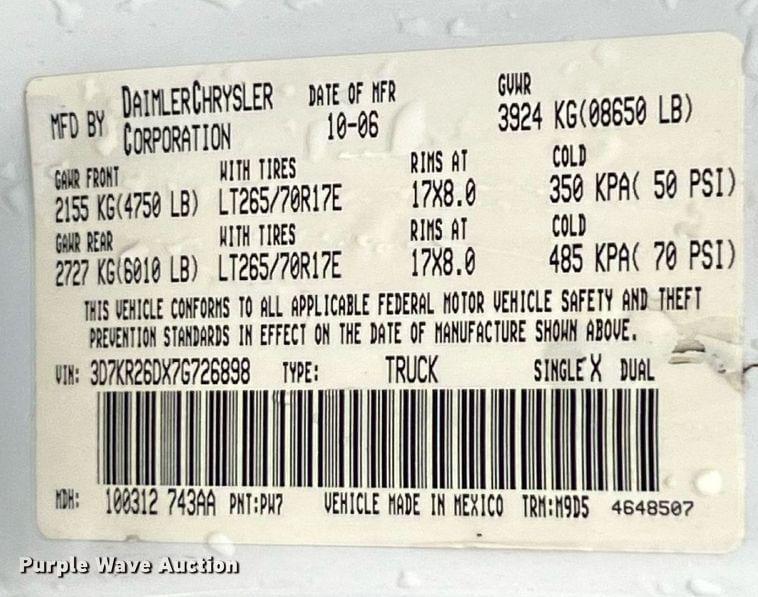 MFD BY DAIMLERCHRYSLER CORPORATION DATE OF MFR 10-06 GVWR 3924 KG(08650 LB)
GAWR FRONT WITH TIRES RIMS AT COLD
2155 KG(4750 LB) LT265/70R17E 17X8.0 350 KPA( 50 PSI)
GAWR REAR WITH TIRES RIMS AT COLD
2727 KG(6010 LB) LT265/70R17E 17X8.0 485 KPA( 70 PSI)
THIS VEHICLE CONFORMS TO ALL APPLICABLE FEDERAL MOTOR VEHICLE SAFETY AND THEFT
PREVENTION STANDARDS IN EFFECT ON THE DATE OF MANUFACTURE SHOWN ABOVE.
VIN: 3D7KR26DX7G726898 TYPE: TRUCK SINGLE X DUAL
MDH: 100312 743AA PNT:PW7 VEHICLE MADE IN MEXICO TRM:M9D5 4648507
Purple Wave Auction